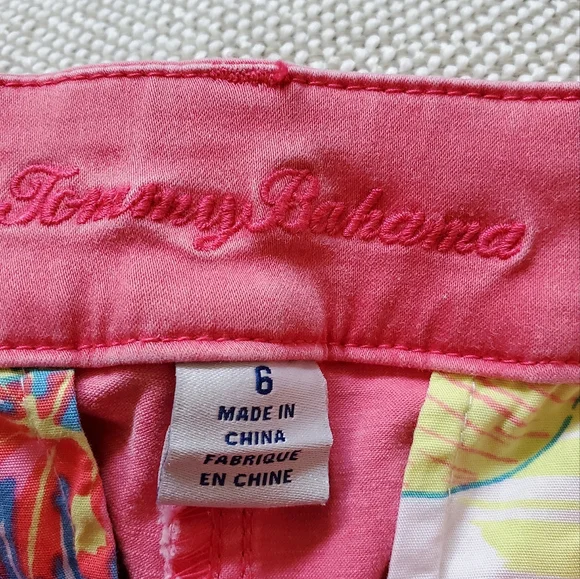 Tommy Bahama
6
MADE IN
CHINA
FABRIQUE
EN CHINE